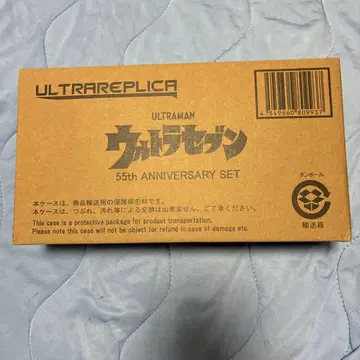 ULTRAREPLICA
4 549660 809937
ULTRAMAN
ウルトラセブン
55th ANNIVERSARY SET
本ケースは、商品輸送用の保護梱包材です。
本ケースは、つぶれ、汚れ等による交換は出来ません、ご了承ください。
This case is a protective package for product transportation.
Please note this case will not be object for refund in case of damage etc.
ダンボール
輸送箱